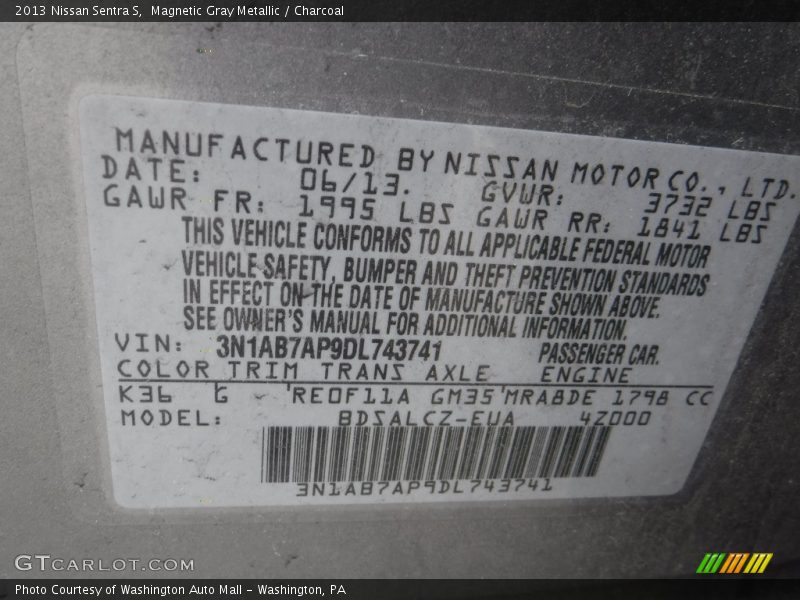 2013 Nissan Sentra S,  Magnetic Gray Metallic / Charcoal
MANUFACTURED BY NISSAN MOTOR CO., LTD.
DATE: 06/13. GVWR: 3732 LBS
GAWR FR: 1995 LBS GAWR RR: 1841 LBS
THIS VEHICLE CONFORMS TO ALL APPLICABLE FEDERAL MOTOR
VEHICLE SAFETY, BUMPER AND THEFT PREVENTION STANDARDS
IN EFFECT ON THE DATE OF MANUFACTURE SHOWN ABOVE.
SEE OWNER'S MANUAL FOR ADDITIONAL INFORMATION.
VIN: 3N1AB7AP9DL743741 PASSENGER CAR.
COLOR TRIM TRANS AXLE ENGINE
K36 G 'RE0F11A GM35'MRA8DE 1798 CC
MODEL: BDSALCZ-EUA 4Z000
3N1AB7AP9DL743741
GTCARLOT.COM
Photo Courtesy of Washington Auto Mall - Washington, PA